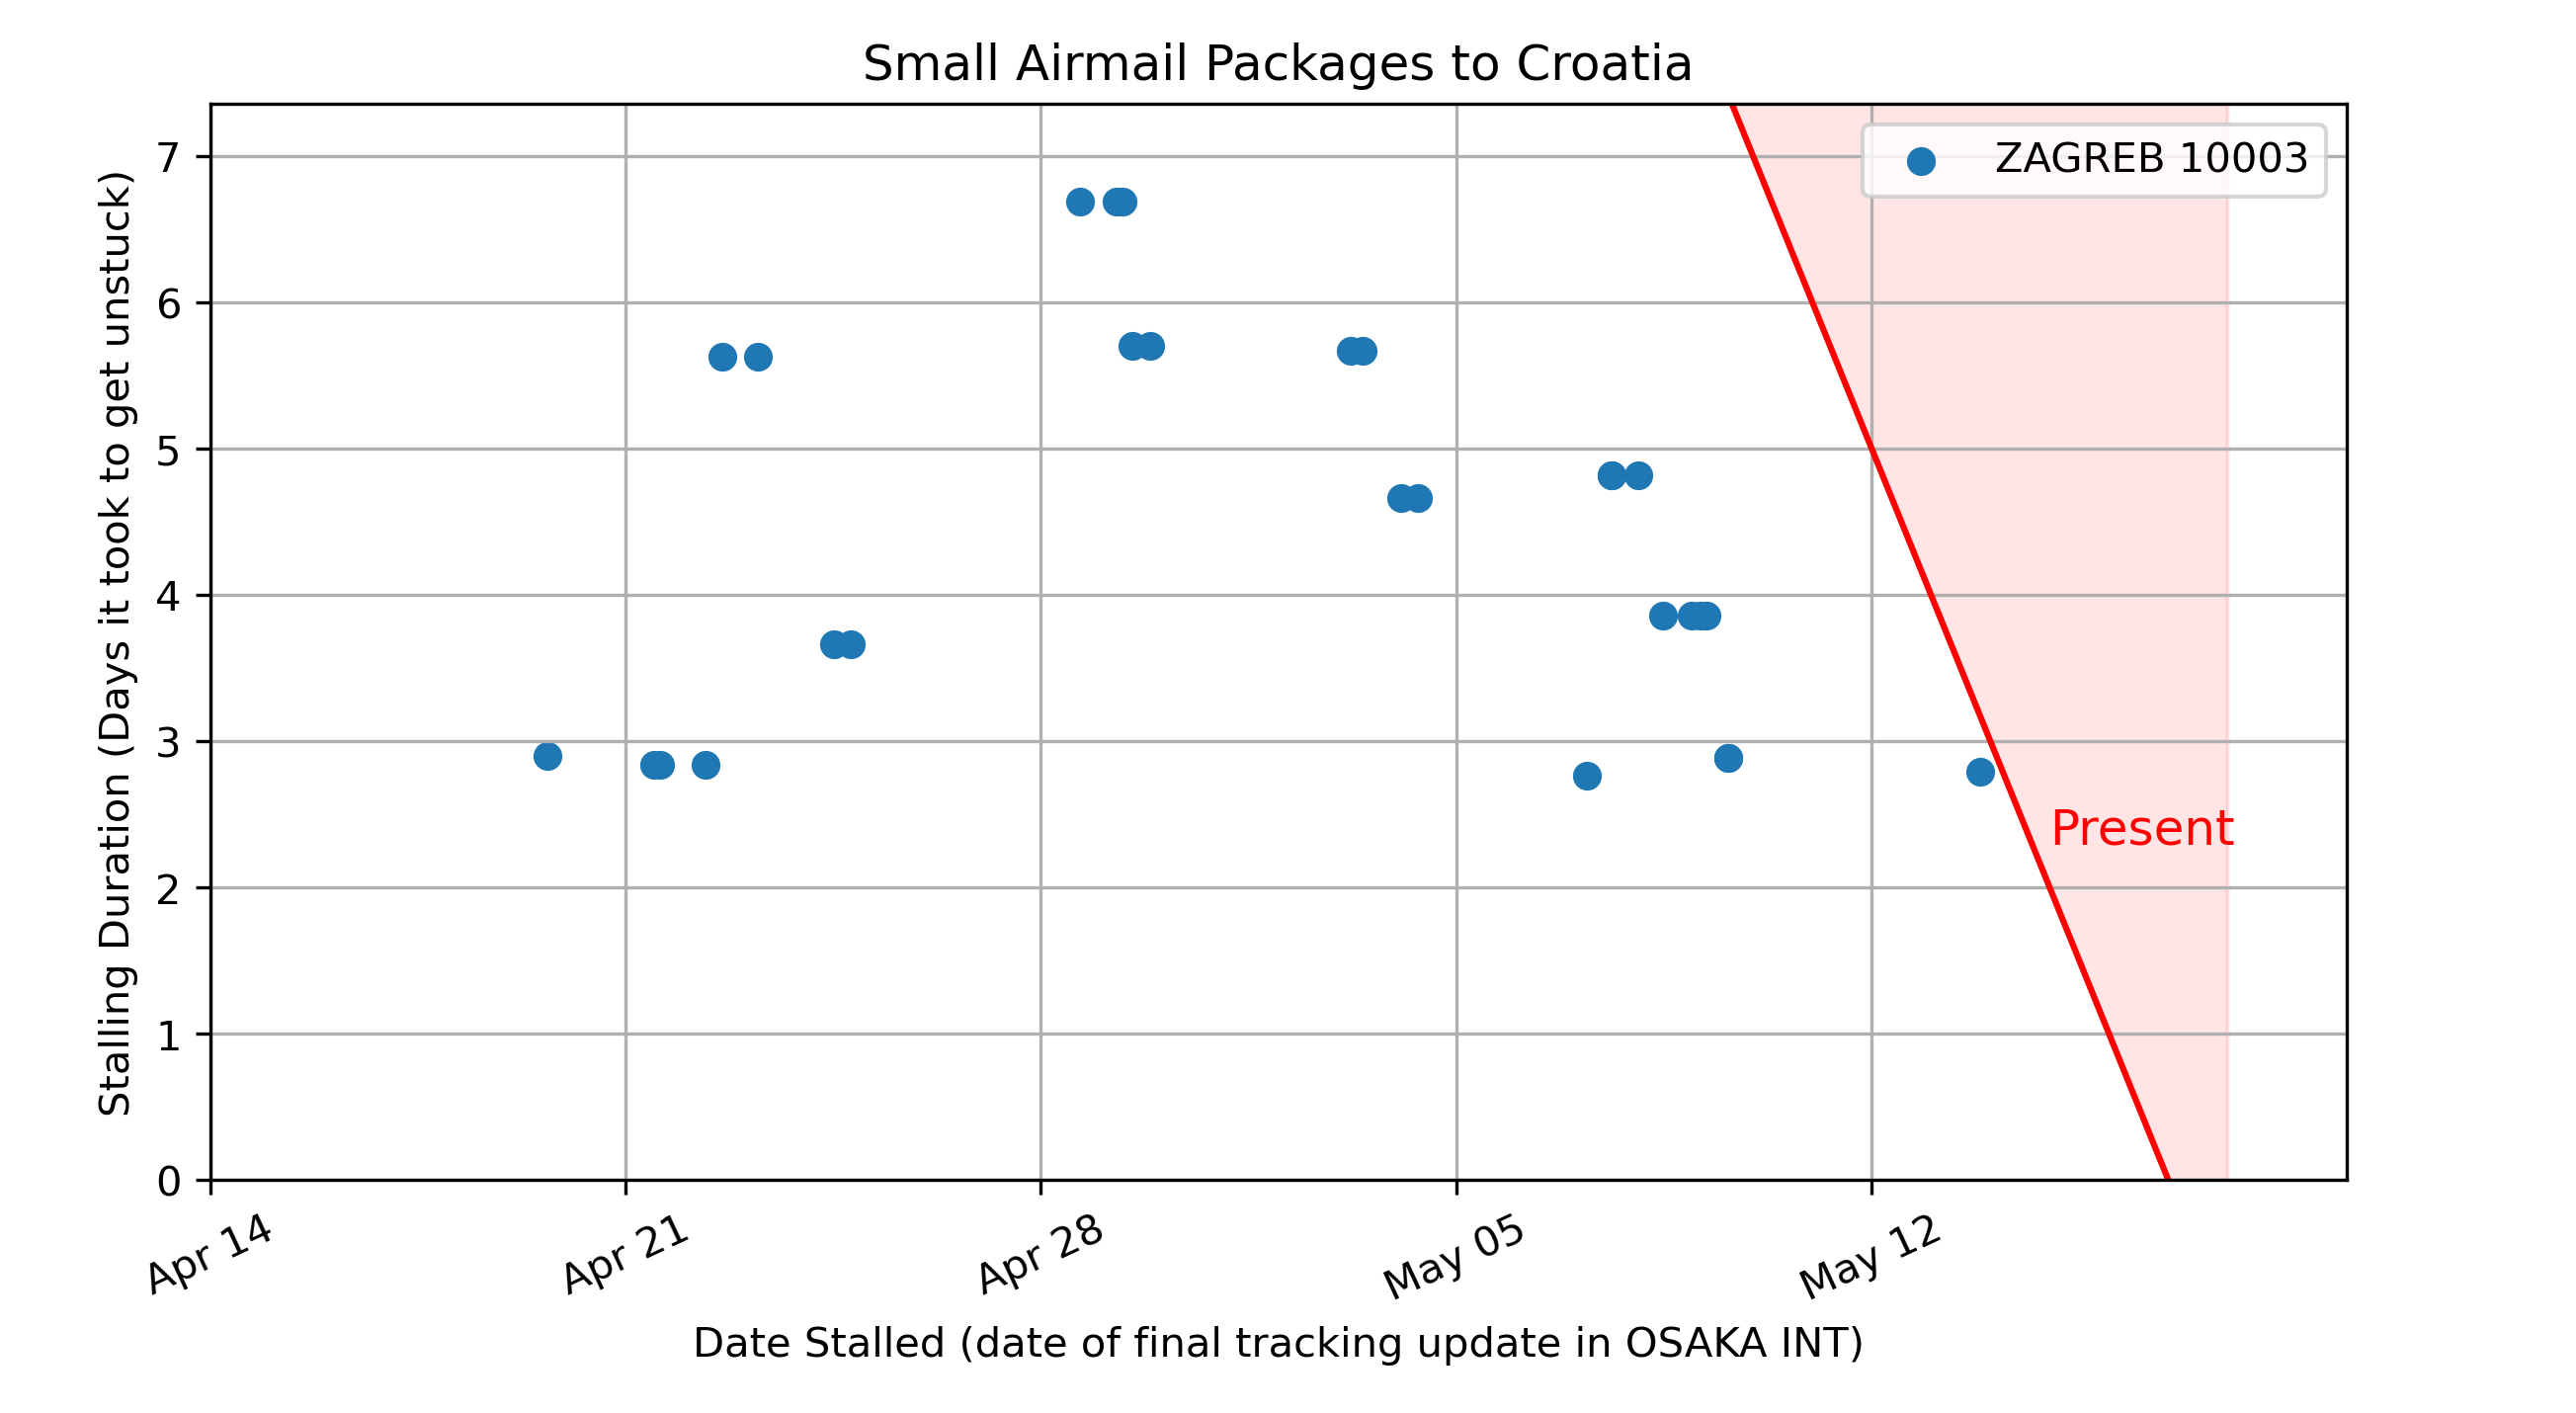 Small Airmail Packages to Croatia
ZAGREB 10003
Stalling Duration (Days it took to get unstuck)
7
6
5
4
3
2
1
0
Present
Apr 14
Apr 21
Apr 28
May 05
May 12
Date Stalled (date of final tracking update in OSAKA INT)